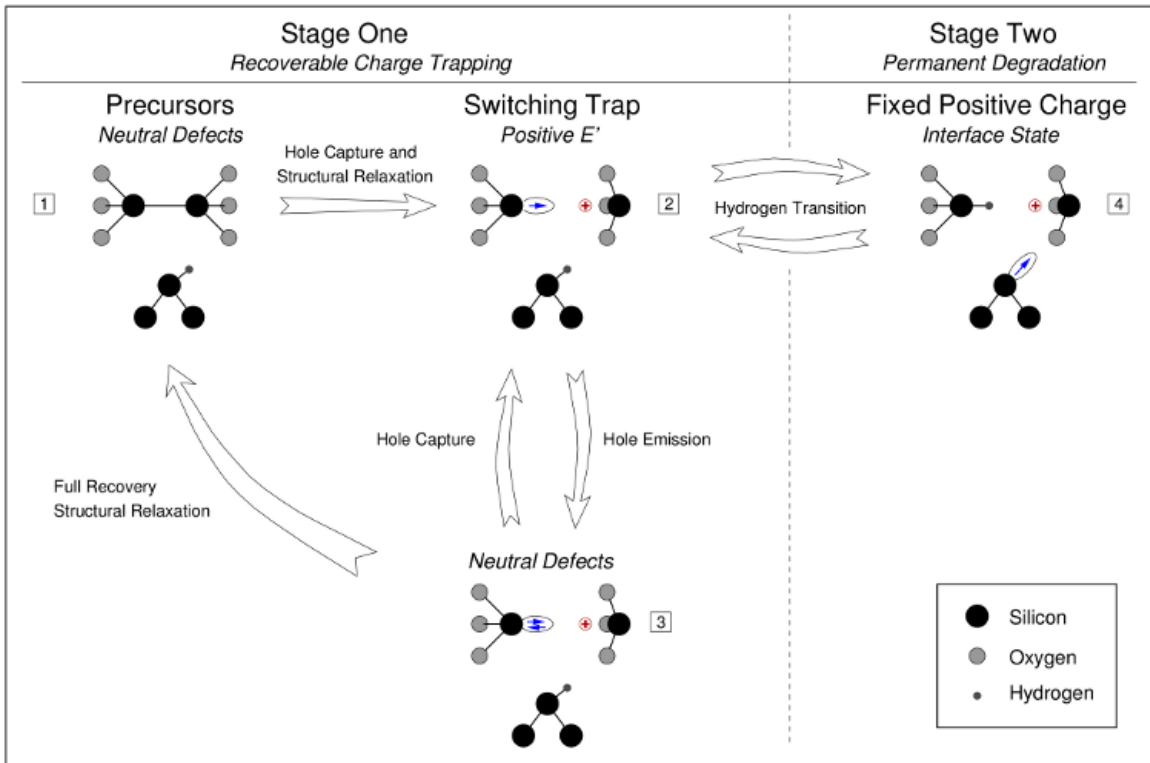 Stage One
Recoverable Charge Trapping
Stage Two
Permanent Degradation
Precursors
Neutral Defects
Switching Trap
Positive E'
Fixed Positive Charge
Interface State
Hole Capture and
Structural Relaxation
1
2
Hydrogen Transition
4
Hole Capture
Hole Emission
Full Recovery
Structural Relaxation
Neutral Defects
3
Silicon
Oxygen
Hydrogen